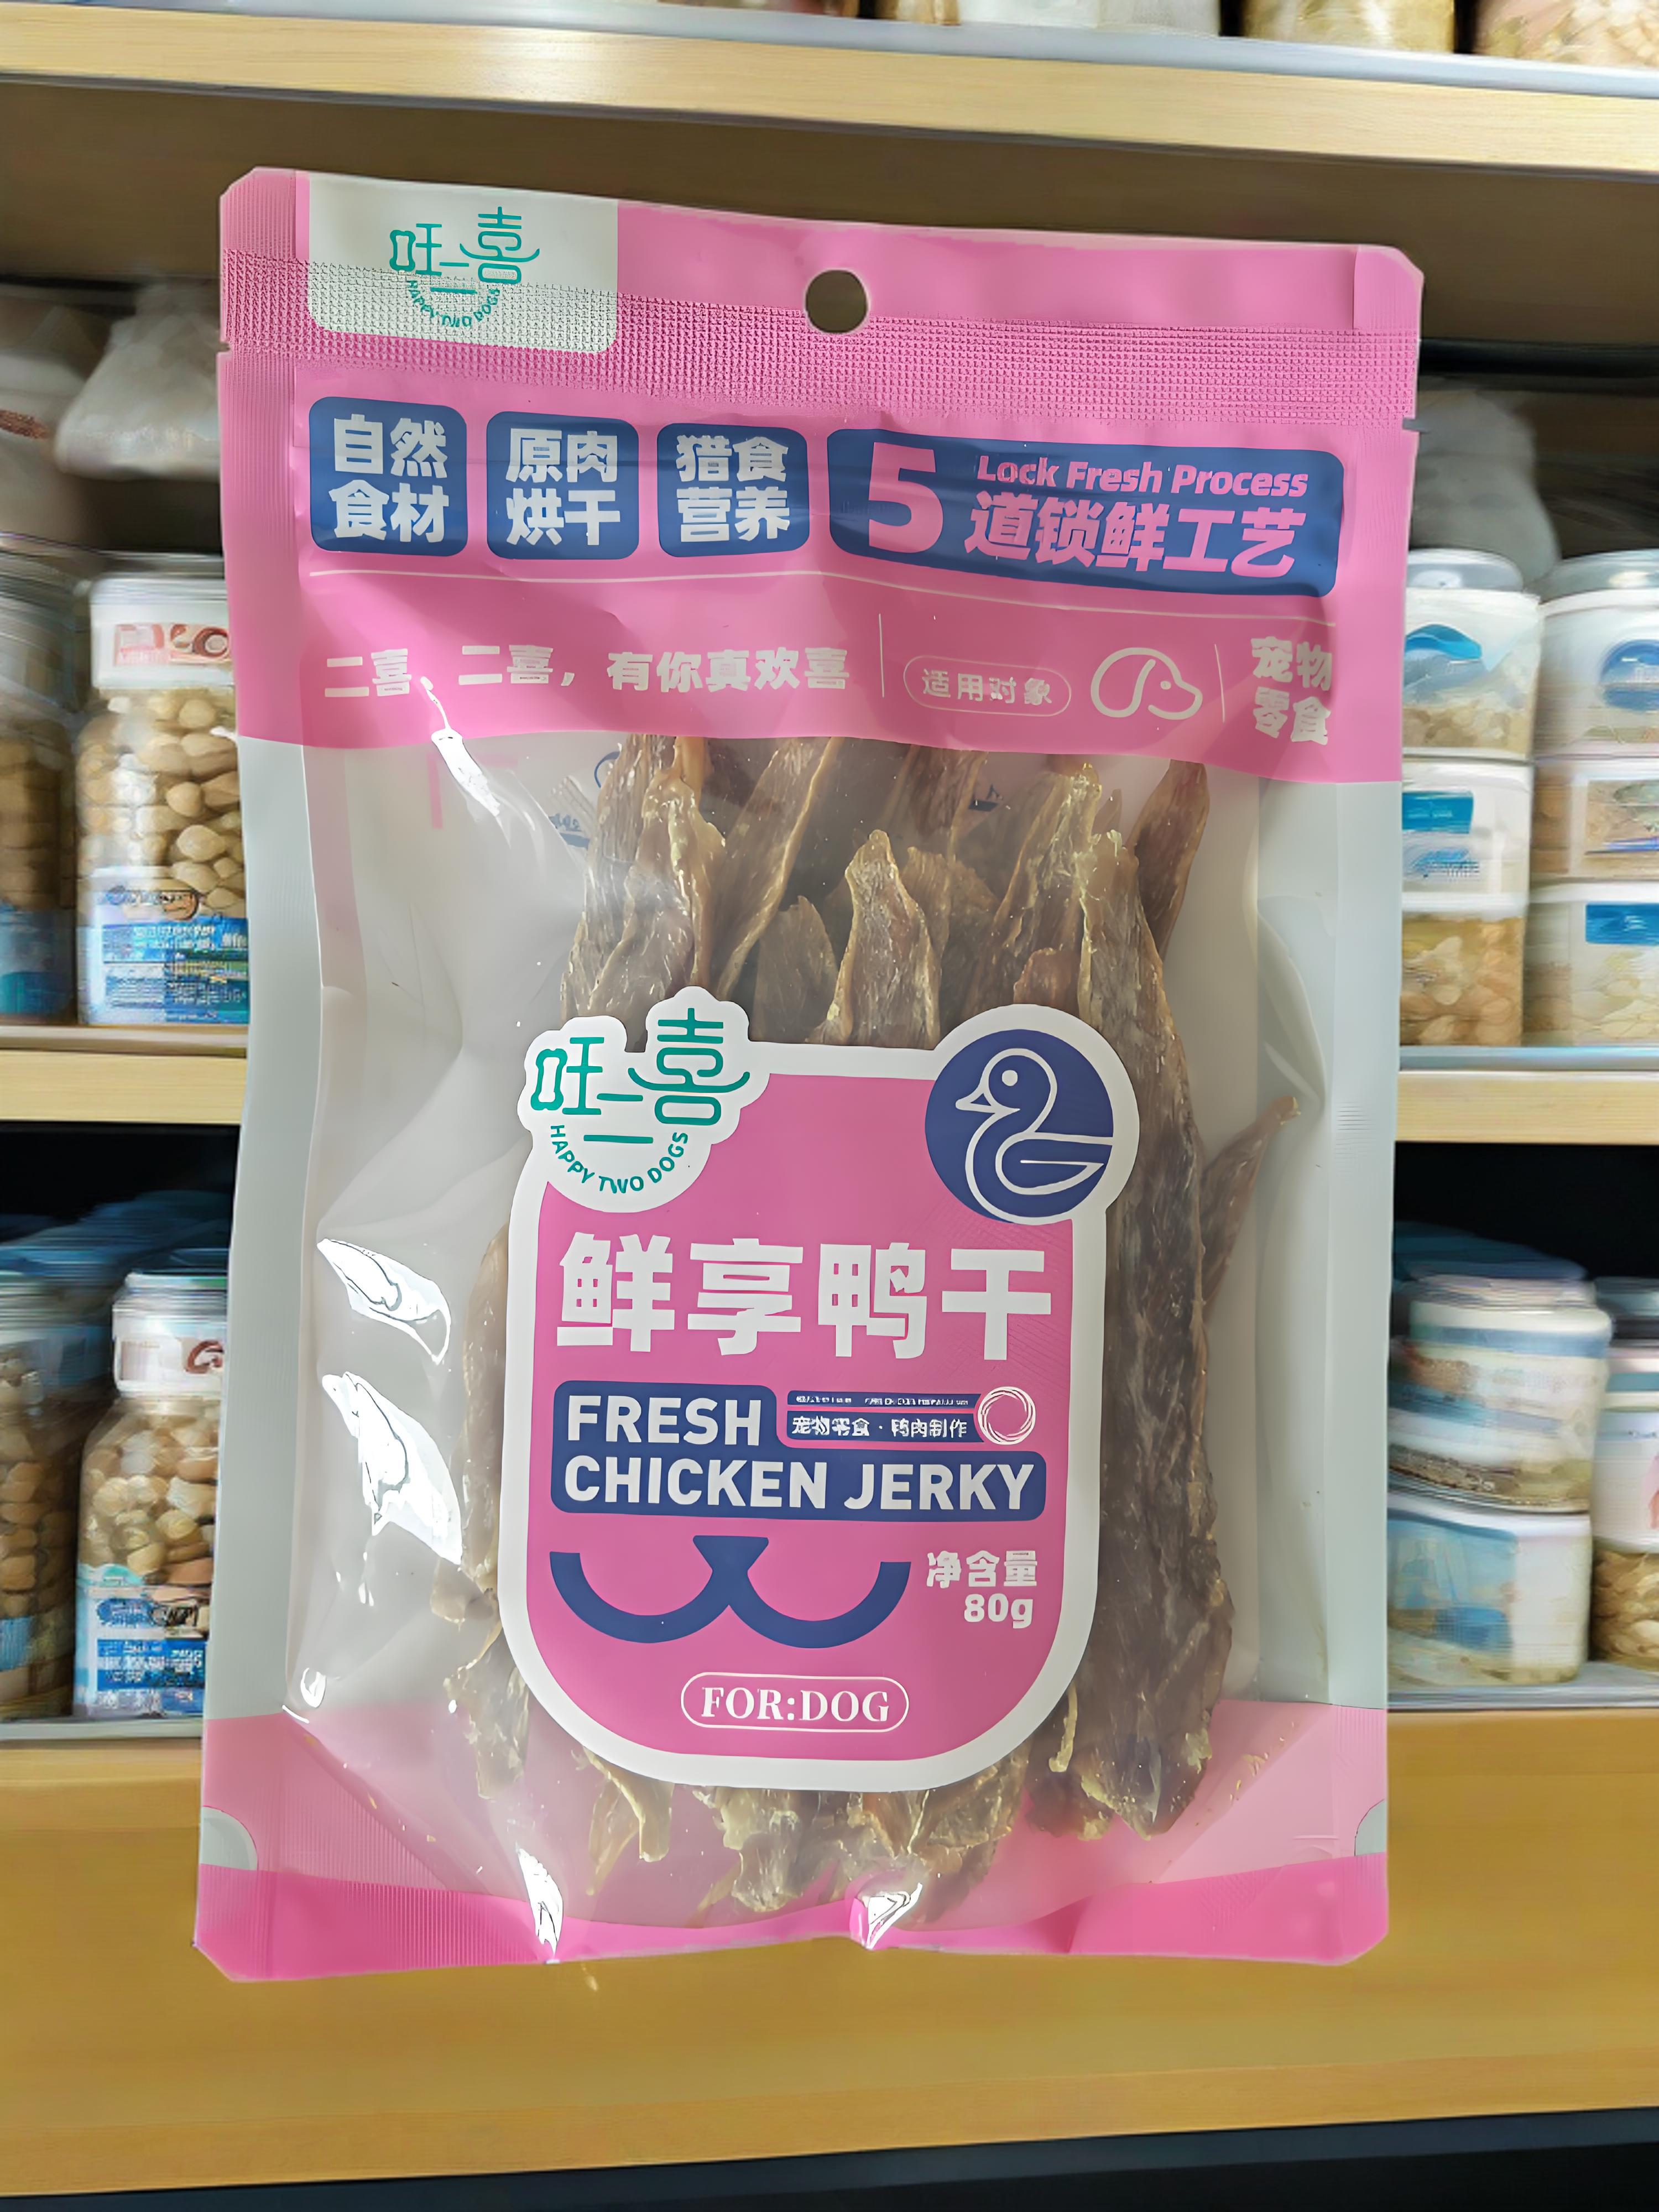 旺二喜
HAPPY TWO DOGS
自然
食材
原肉
烘干
猎食
营养
5
Lock Fresh Process
道锁鲜工艺
二喜、二喜，有你真欢喜
适用对象
宠物
零食
旺二喜
HAPPY TWO DOGS
鲜享鸭干
FRESH
宠物零食·鸭肉制作
CHICKEN JERKY
净含量
80g
FOR:DOG